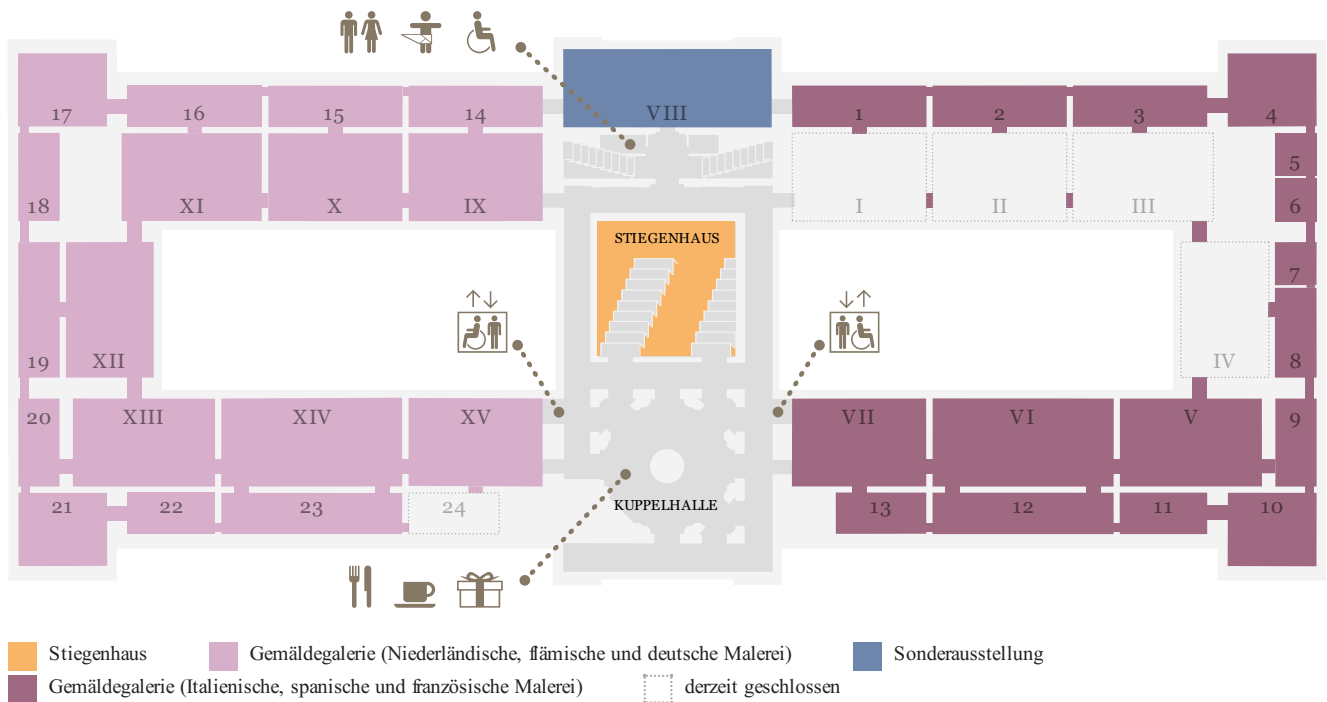 17 16 15 14 VIII 1 2 3 4
5
18 XI X IX I II III 6
STIEGENHAUS
7
19 XII IV 8
20 XIII XIV XV VII VI V 9
21 22 23 24 KUPPELHALLE 13 12 11 10
Stiegenhaus Gemäldegalerie (Niederländische, flämische und deutsche Malerei) Sonderausstellung
Gemäldegalerie (Italienische, spanische und französische Malerei) derzeit geschlossen